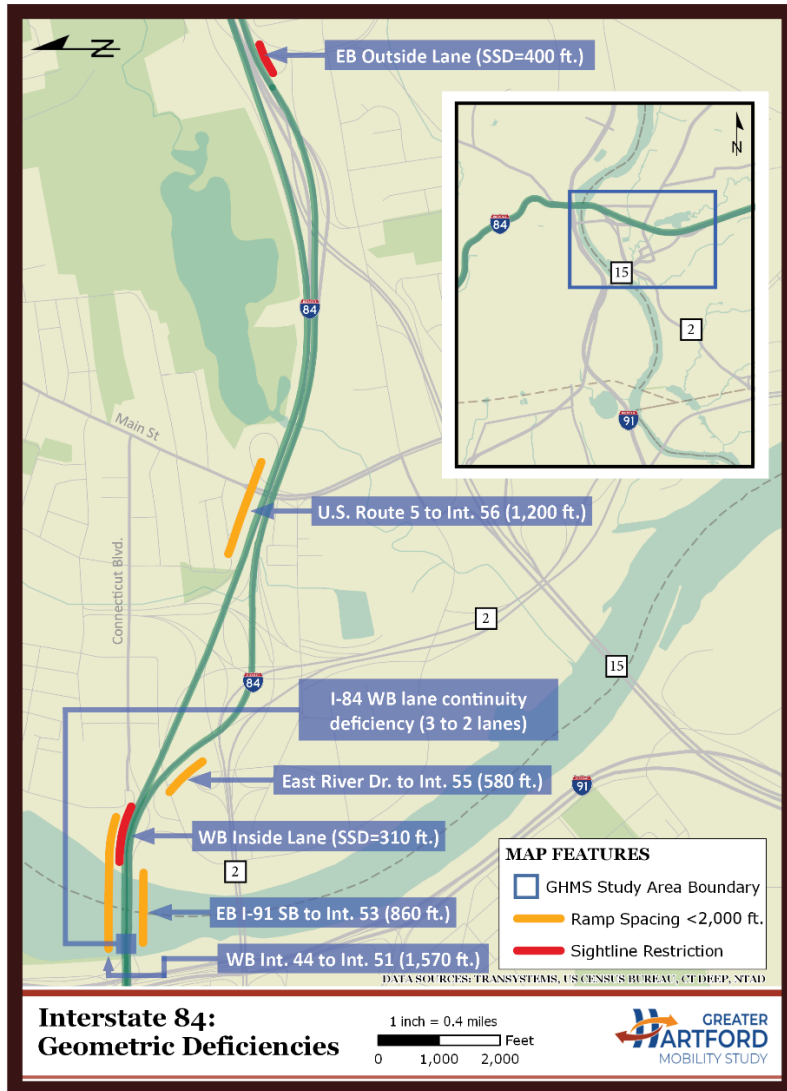 N
EB Outside Lane (SSD=400 ft.)
N
84
15
2
91
84
Main St
U.S. Route 5 to Int. 56 (1,200 ft.)
Connecticut Blvd.
2
15
84
I-84 WB lane continuity
deficiency (3 to 2 lanes)
East River Dr. to Int. 55 (580 ft.)
91
WB Inside Lane (SSD=310 ft.)
2
EB I-91 SB to Int. 53 (860 ft.)
WB Int. 44 to Int. 51 (1,570 ft.)
MAP FEATURES
GHMS Study Area Boundary
Ramp Spacing <2,000 ft.
Sightline Restriction
DATA SOURCES: TRANSYSTEMS, US CENSUS BUREAU, CT DEEP, NTAD
Interstate 84:
Geometric Deficiencies
1 inch = 0.4 miles
Feet
0 1,000 2,000
GREATER
HARTFORD
MOBILITY STUDY